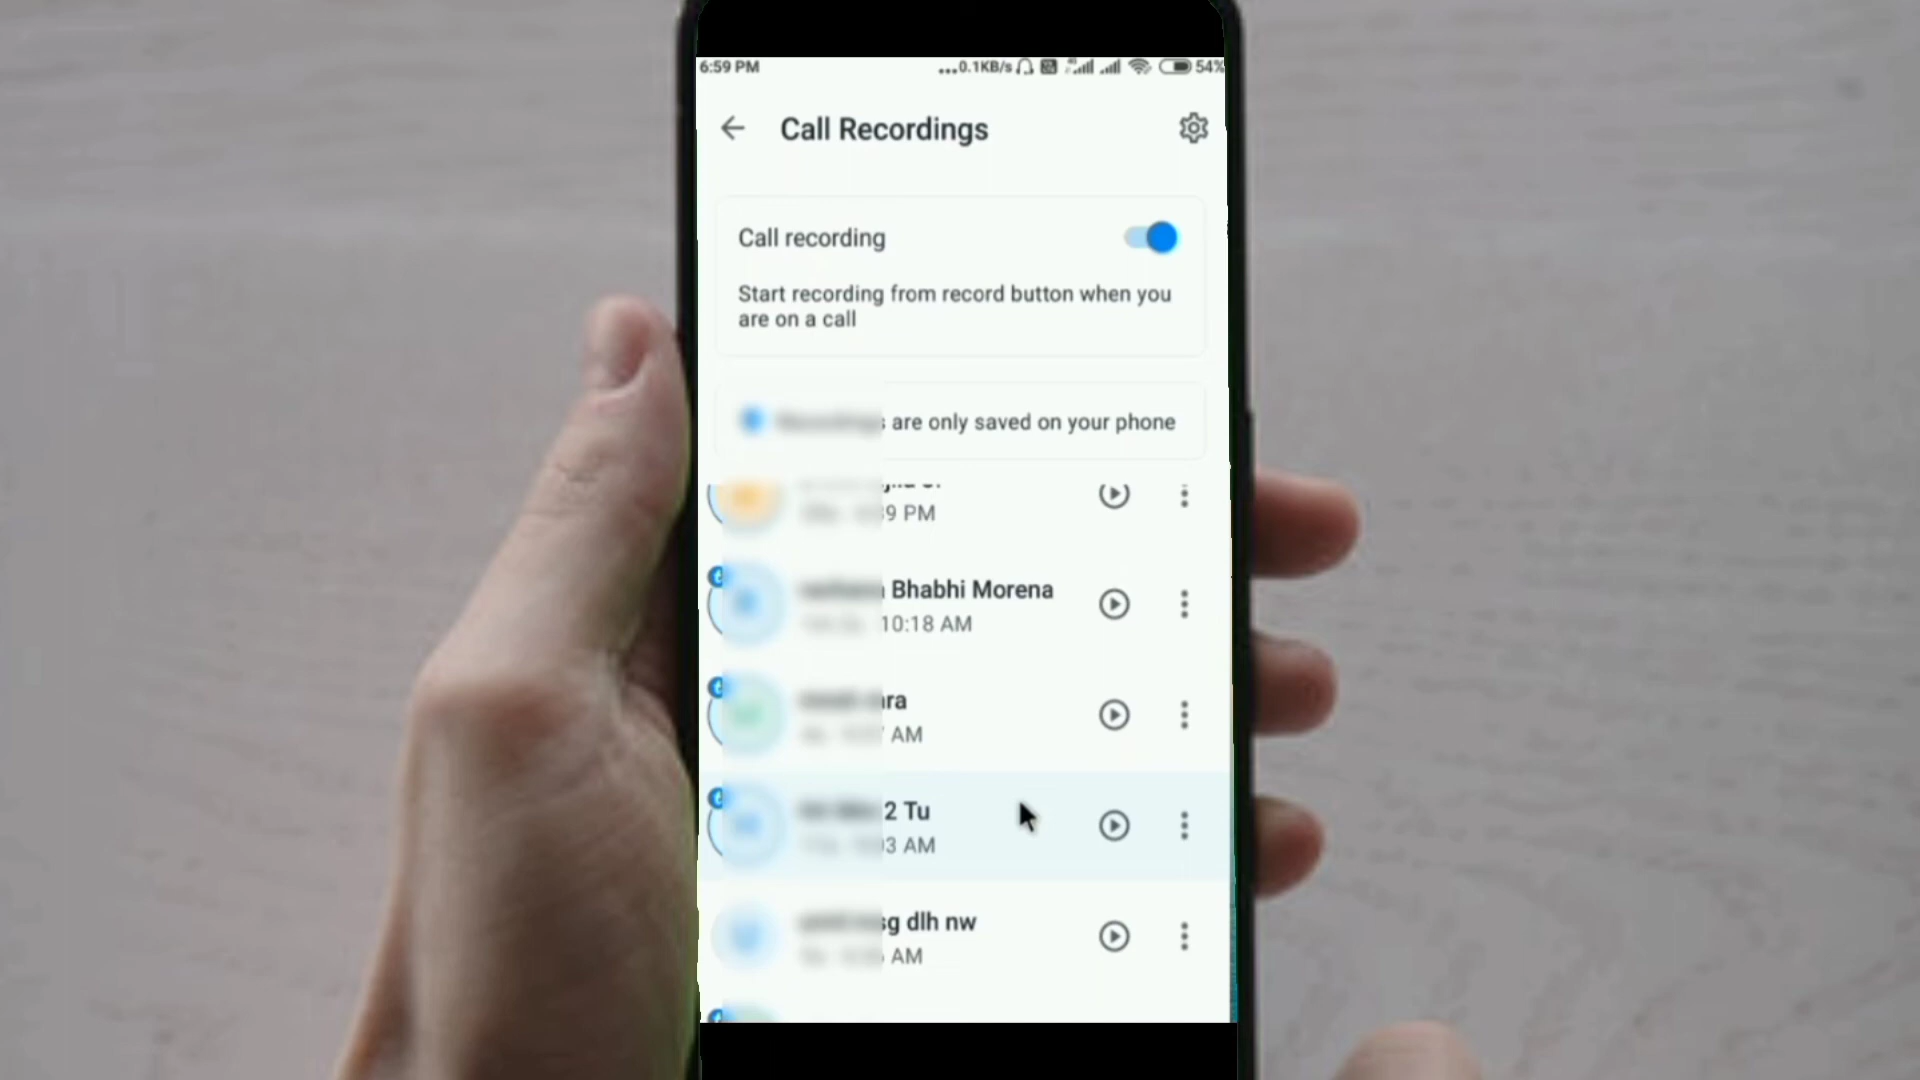 6:59 PM
...0.1KB/s 54%
Call Recordings
Call recording
Start recording from record button when you
are on a call
are only saved on your phone
9 PM
Bhabhi Morena
10:18 AM
AM
2 Tu
3 AM
dlh nw
AM